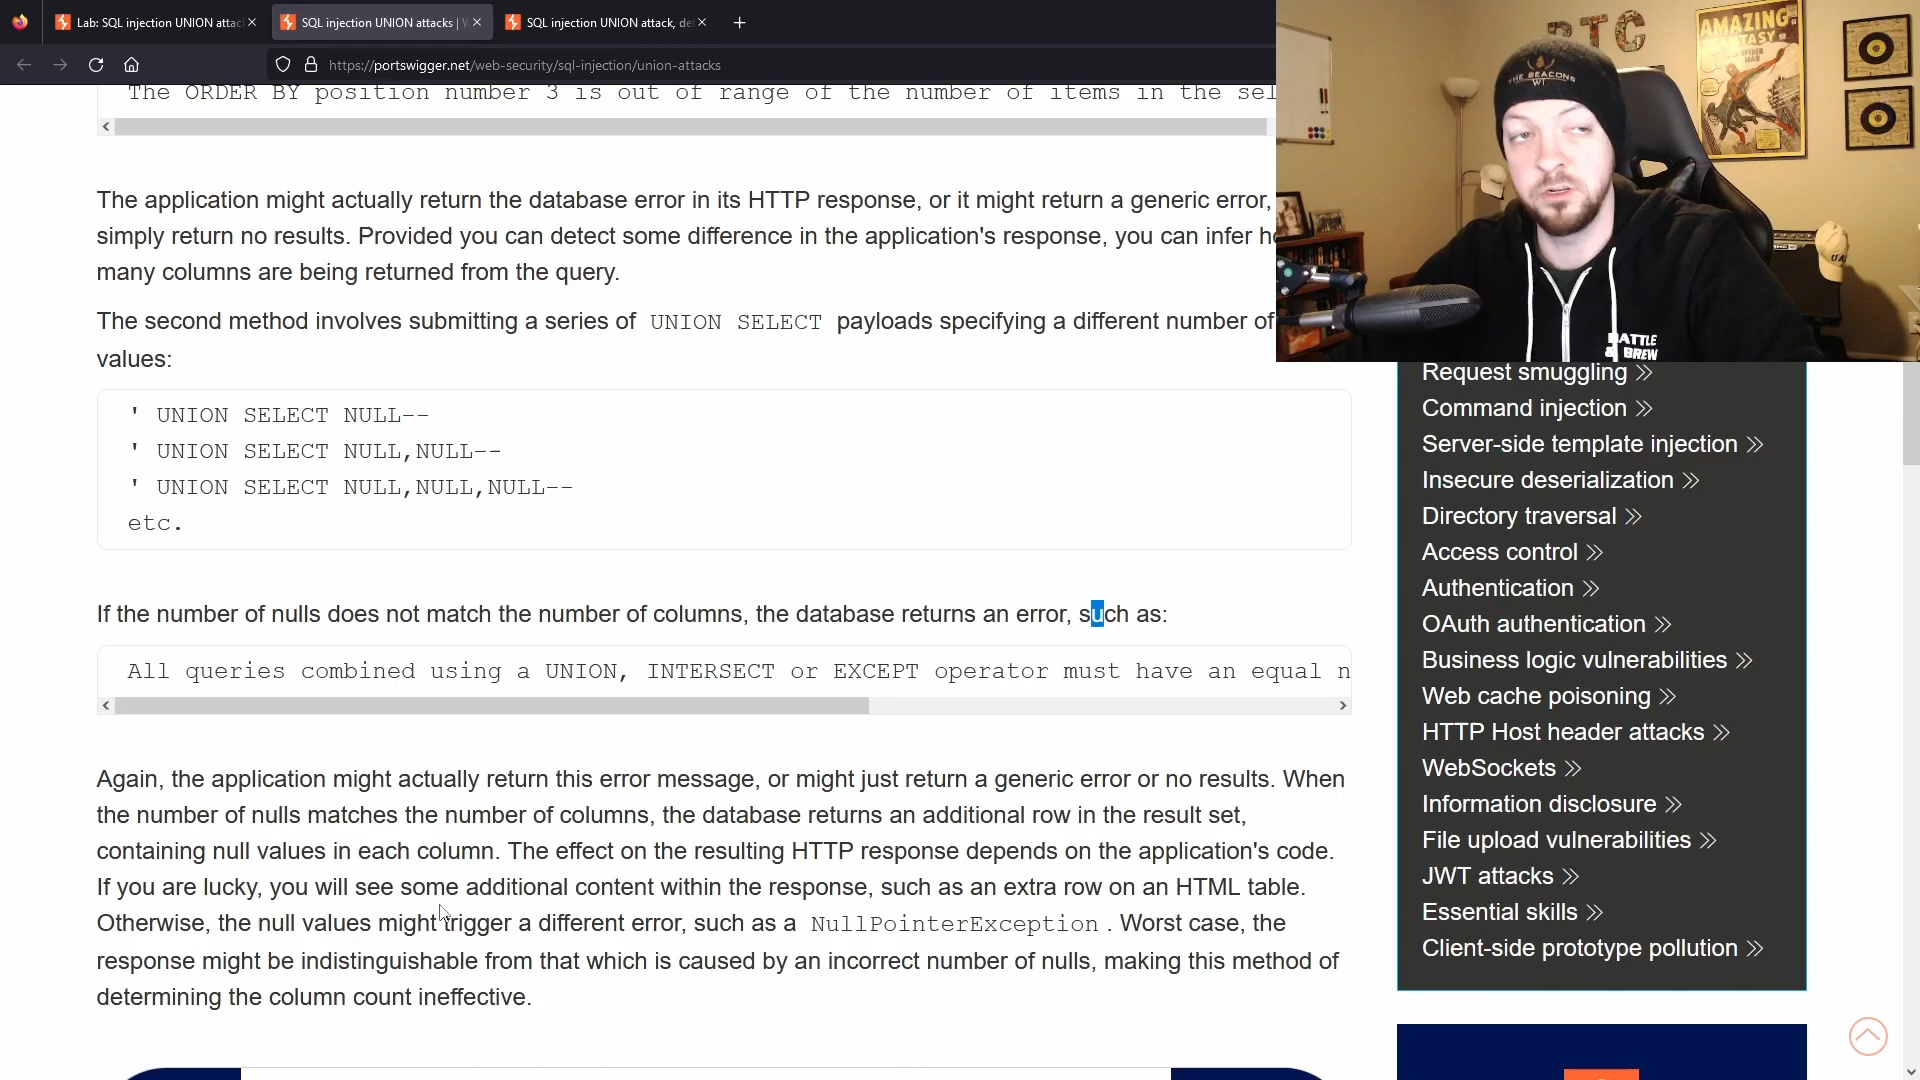 Lab: SQL injection UNION attac
SQL injection UNION attacks | W
SQL injection UNION attack, de
https://portswigger.net/web-security/sql-injection/union-attacks
The ORDER BY position number 3 is out of range of the number of items in the sel
The application might actually return the database error in its HTTP response, or it might return a generic error,
simply return no results. Provided you can detect some difference in the application's response, you can infer ho
many columns are being returned from the query.
The second method involves submitting a series of UNION SELECT payloads specifying a different number of
values:
' UNION SELECT NULL--
' UNION SELECT NULL,NULL--
' UNION SELECT NULL,NULL,NULL--
etc.
If the number of nulls does not match the number of columns, the database returns an error, such as:
All queries combined using a UNION, INTERSECT or EXCEPT operator must have an equal n
Again, the application might actually return this error message, or might just return a generic error or no results. When
the number of nulls matches the number of columns, the database returns an additional row in the result set,
containing null values in each column. The effect on the resulting HTTP response depends on the application's code.
If you are lucky, you will see some additional content within the response, such as an extra row on an HTML table.
Otherwise, the null values might trigger a different error, such as a NullPointerException. Worst case, the
response might be indistinguishable from that which is caused by an incorrect number of nulls, making this method of
determining the column count ineffective.
RTC
AMAZING
FANTASY
THE BEACONS
WI
BATTLE
& BREW
Request smuggling
Command injection
Server-side template injection
Insecure deserialization
Directory traversal
Access control
Authentication
OAuth authentication
Business logic vulnerabilities
Web cache poisoning
HTTP Host header attacks
WebSockets
Information disclosure
File upload vulnerabilities
JWT attacks
Essential skills
Client-side prototype pollution